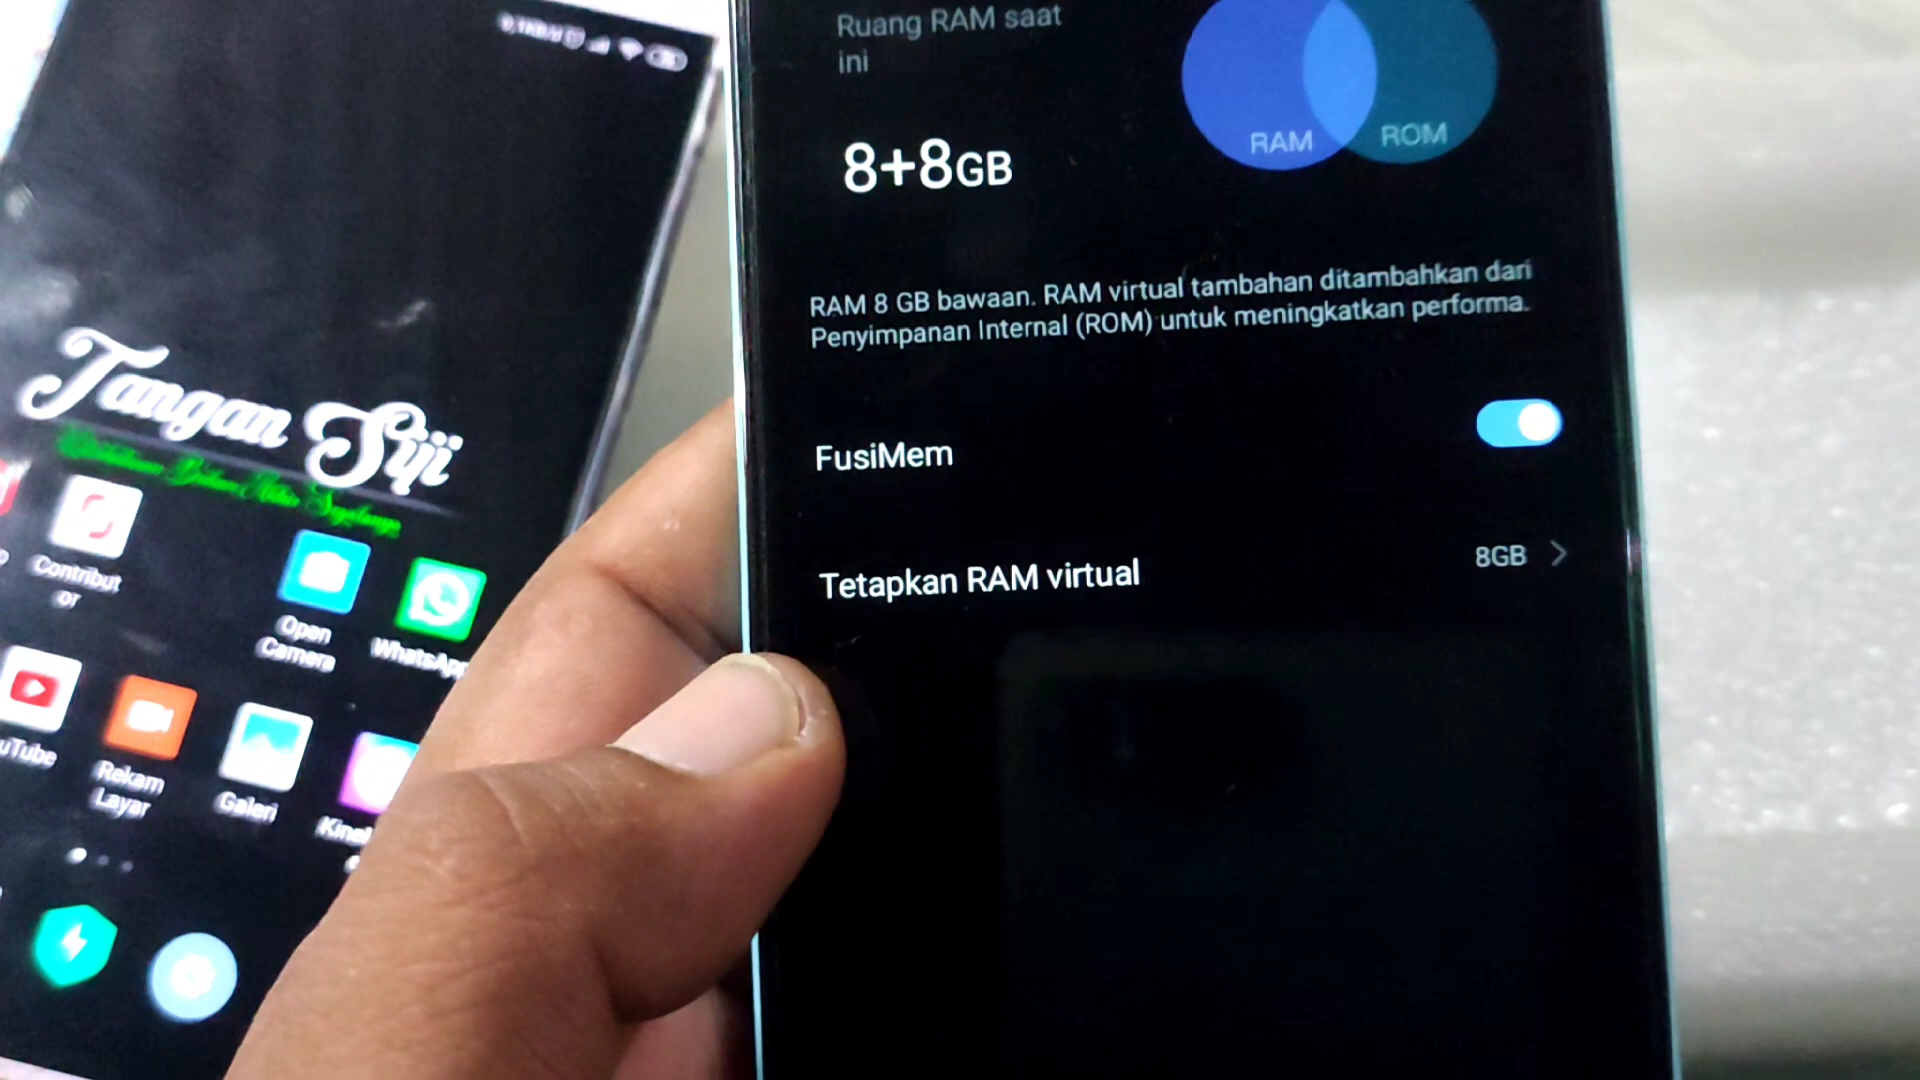 Ruang RAM saat
ini
8+8GB
RAM
ROM
RAM 8 GB bawaan. RAM virtual tambahan ditambahkan dari
Penyimpanan Internal (ROM) untuk meningkatkan performa.
FusiMem
Tetapkan RAM virtual
8GB
Tangan Siji
Contribut
or
Open
Camera
WhatsApp
uTube
Rekam
Layar
Galeri
Kine